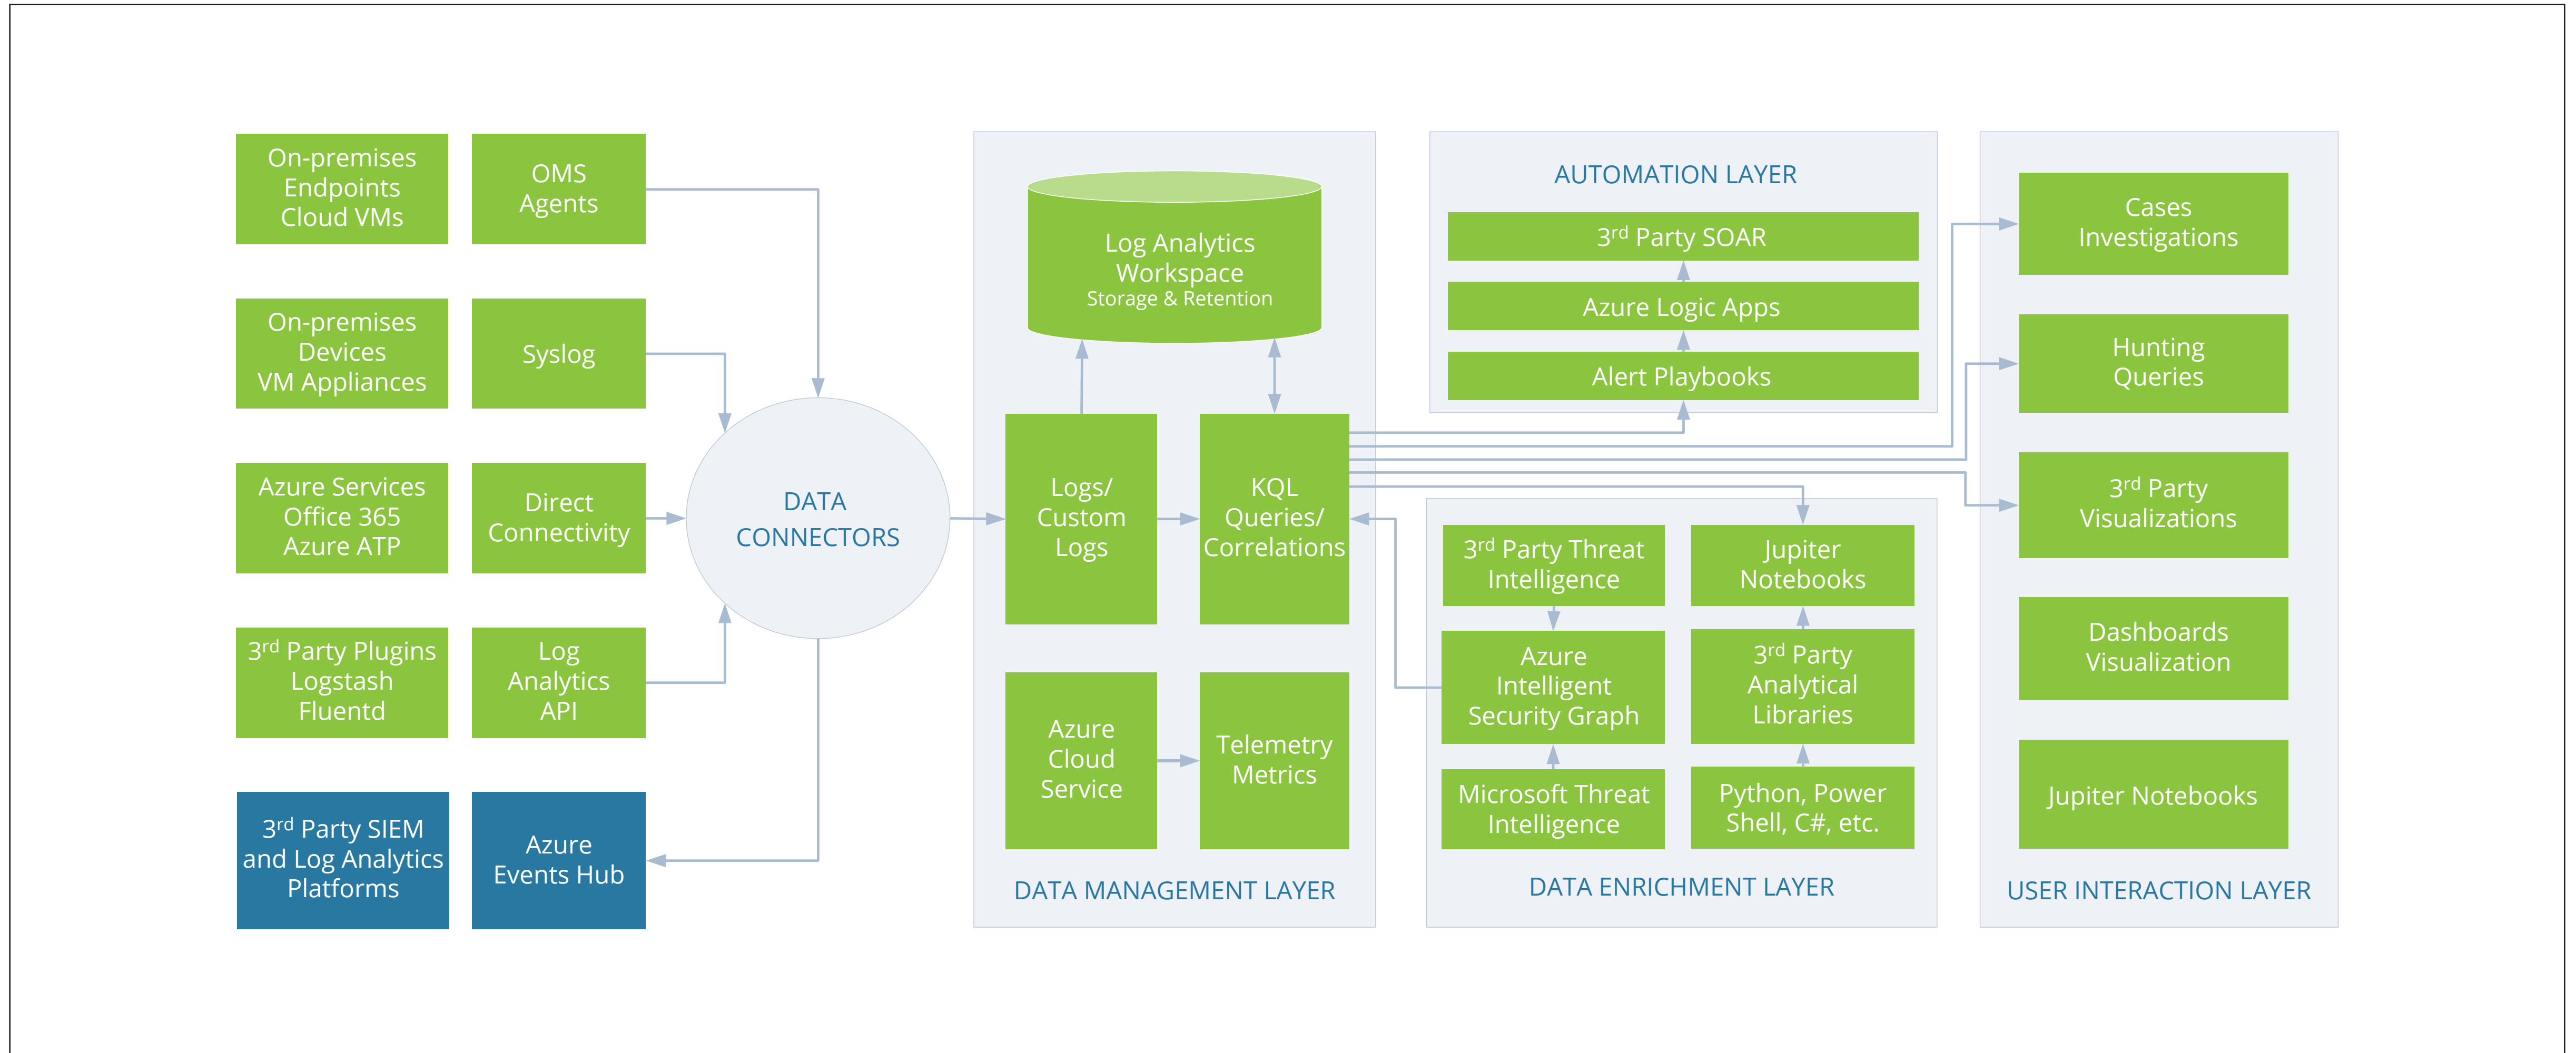 On-premises
Endpoints
Cloud VMs
OMS
Agents
On-premises
Devices
VM Appliances
Syslog
Azure Services
Office 365
Azure ATP
Direct
Connectivity
3rd Party Plugins
Logstash
Fluentd
Log
Analytics
API
3rd Party SIEM
and Log Analytics
Platforms
Azure
Events Hub
DATA
CONNECTORS
Log Analytics
Workspace
Storage & Retention
Logs/
Custom
Logs
KQL
Queries/
Correlations
Azure
Cloud
Service
Telemetry
Metrics
DATA MANAGEMENT LAYER
AUTOMATION LAYER
3rd Party SOAR
Azure Logic Apps
Alert Playbooks
3rd Party Threat
Intelligence
Jupiter
Notebooks
Azure
Intelligent
Security Graph
3rd Party
Analytical
Libraries
Microsoft Threat
Intelligence
Python, Power
Shell, C#, etc.
DATA ENRICHMENT LAYER
Cases
Investigations
Hunting
Queries
3rd Party
Visualizations
Dashboards
Visualization
Jupiter Notebooks
USER INTERACTION LAYER